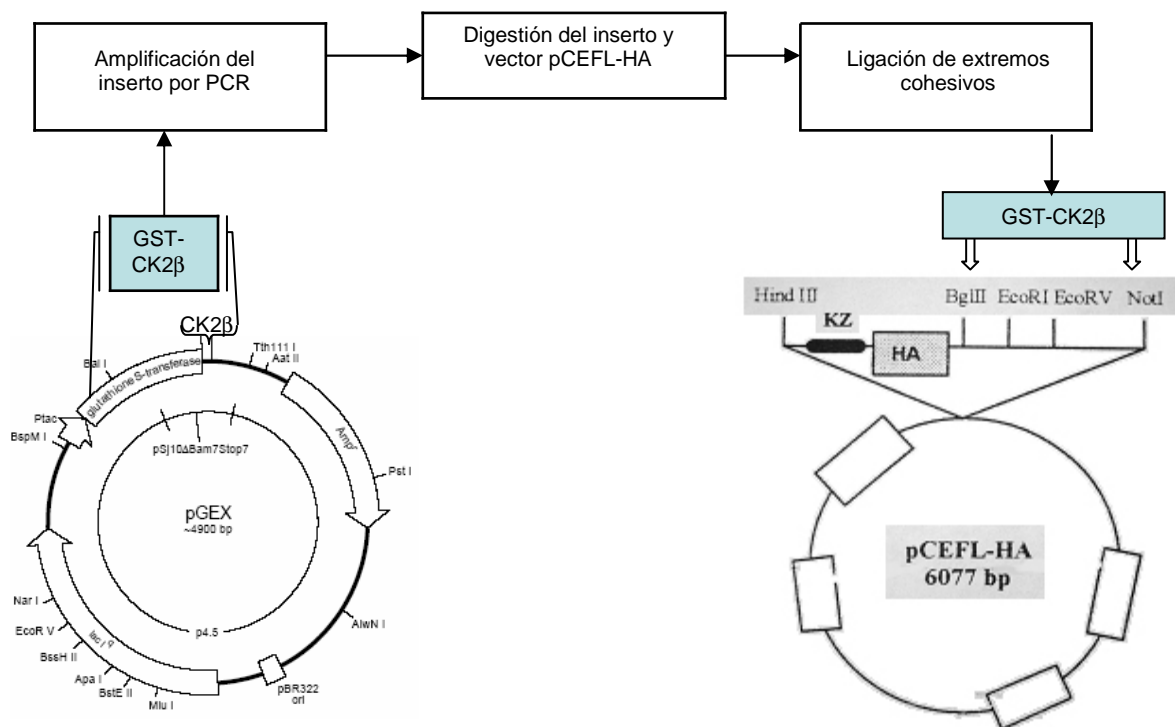 Amplificación del
inserto por PCR
Digestión del inserto y
vector pCEFL-HA
Ligación de extremos
cohesivos
GST-
CK2β
GST-CK2β
CK2β
Tth111 I
Aat II
Bal I
glutathione S-transferase
Ptac
BspM I
pSj10ΔBam7Stop7
Ampʳ
Pst I
pGEX
~4900 bp
Nar I
EcoR V
BssH II
Apa I
BstE II
Mlu I
lac I q
p4.5
AlwN I
pBR322
ori
Hind III BglII EcoRI EcoRV NotI
KZ
HA
pCEFL-HA
6077 bp